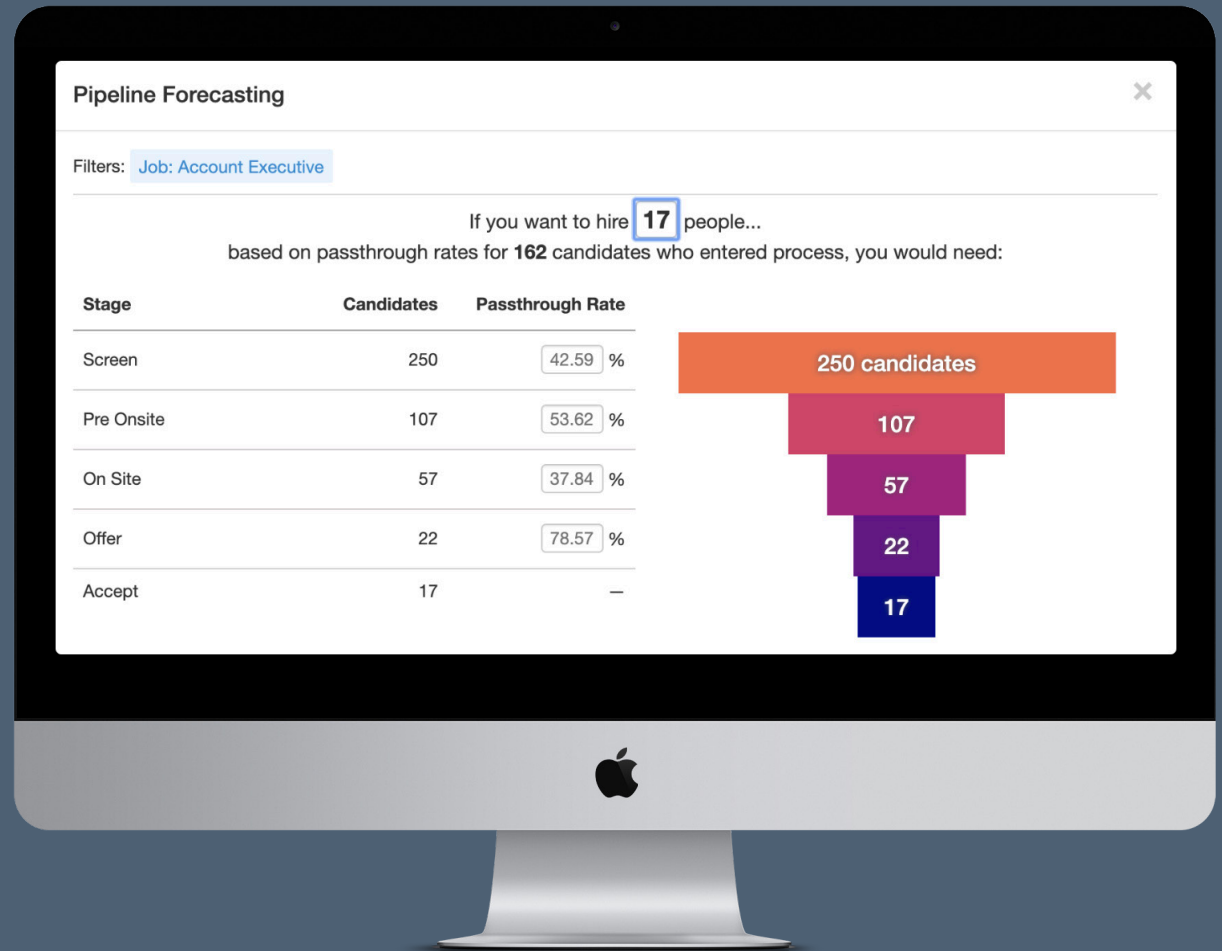 Pipeline Forecasting ×
Filters: Job: Account Executive
If you want to hire 17 people...
based on passthrough rates for 162 candidates who entered process, you would need:
Stage Candidates Passthrough Rate
Screen 250 42.59 %
Pre Onsite 107 53.62 %
On Site 57 37.84 %
Offer 22 78.57 %
Accept 17 —
250 candidates
107
57
22
17